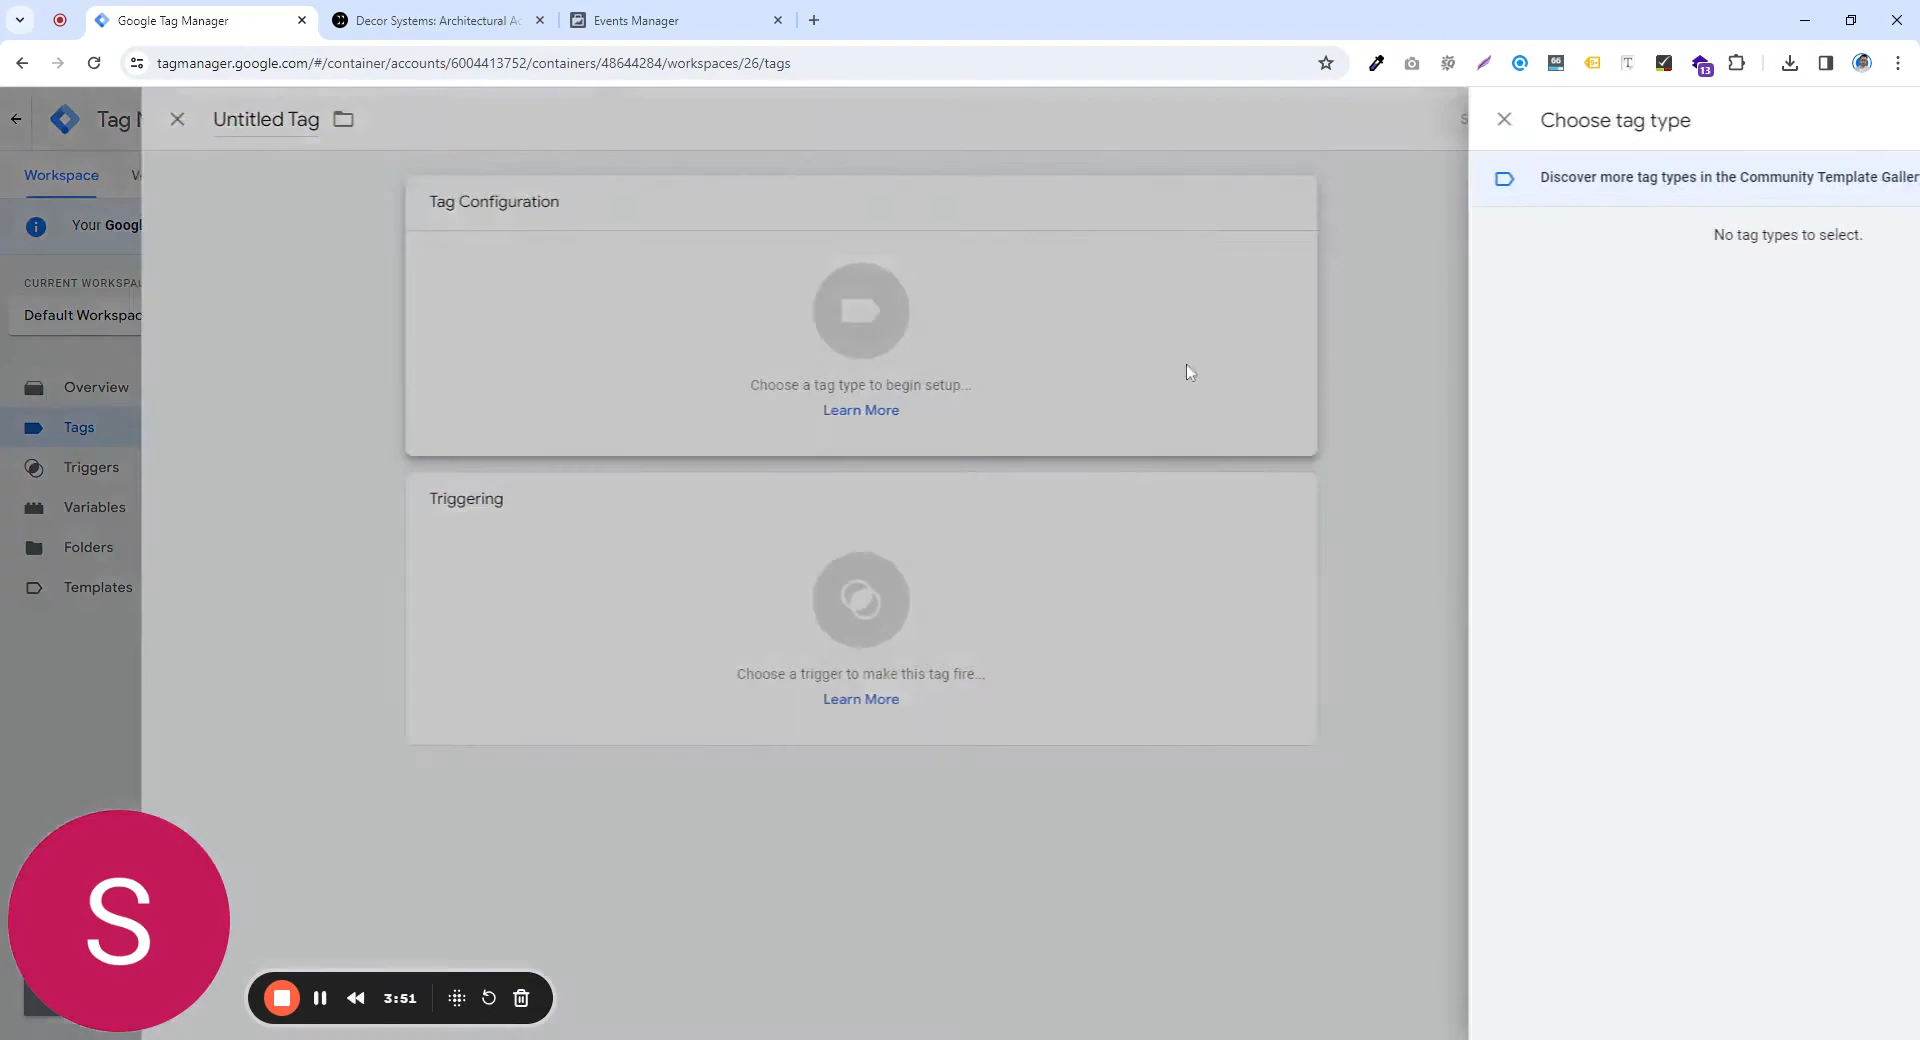 Google Tag Manager
Decor Systems: Architectural Ac
Events Manager
tagmanager.google.com/#/container/accounts/6004413752/containers/48644284/workspaces/26/tags
66
13
Tag M
Untitled Tag
S
Choose tag type
Workspace
Discover more tag types in the Community Template Galler
Tag Configuration
Your Googl
No tag types to select.
CURRENT WORKSPA
Default Workspac
Overview
Choose a tag type to begin setup...
Learn More
Tags
Triggers
Triggering
Variables
Folders
Templates
Choose a trigger to make this tag fire...
Learn More
S
3:51